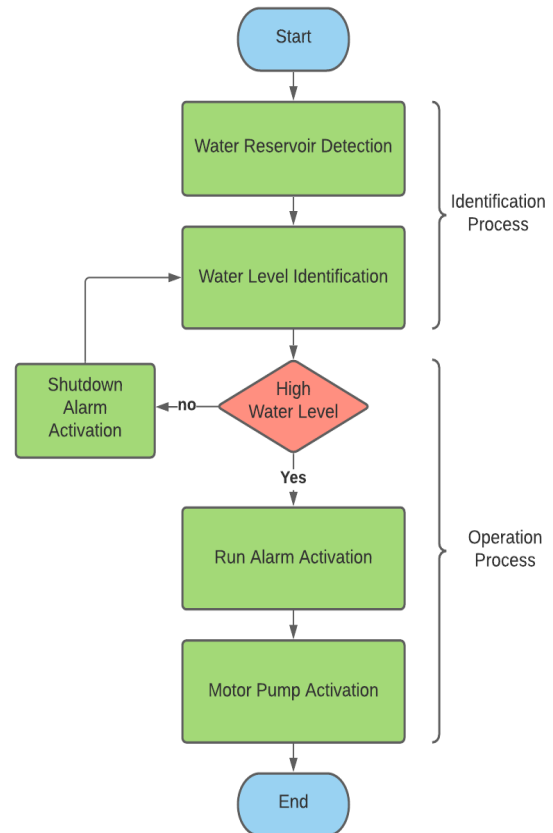 Start
Water Reservoir Detection
Identification
Process
Water Level Identification
High
Water Level
no
Shutdown
Alarm
Activation
Yes
Run Alarm Activation
Operation
Process
Motor Pump Activation
End